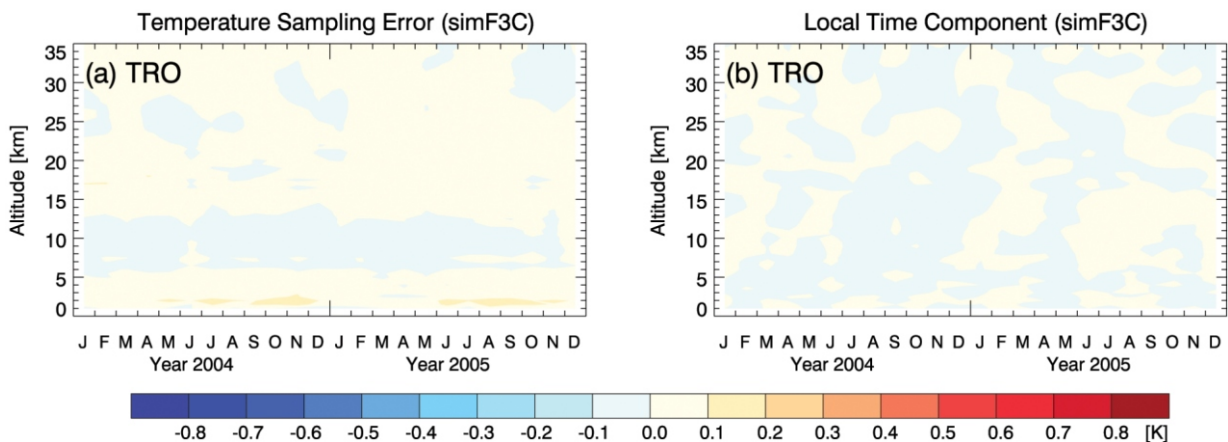 Temperature Sampling Error (simF3C)
35
30
25
20
15
10
5
0
Altitude [km]
(a) TRO
J F M A M J J A S O N D J F M A M J J A S O N D
Year 2004 Year 2005
Local Time Component (simF3C)
35
30
25
20
15
10
5
0
Altitude [km]
(b) TRO
J F M A M J J A S O N D J F M A M J J A S O N D
Year 2004 Year 2005
-0.8 -0.7 -0.6 -0.5 -0.4 -0.3 -0.2 -0.1 0.0 0.1 0.2 0.3 0.4 0.5 0.6 0.7 0.8 [K]